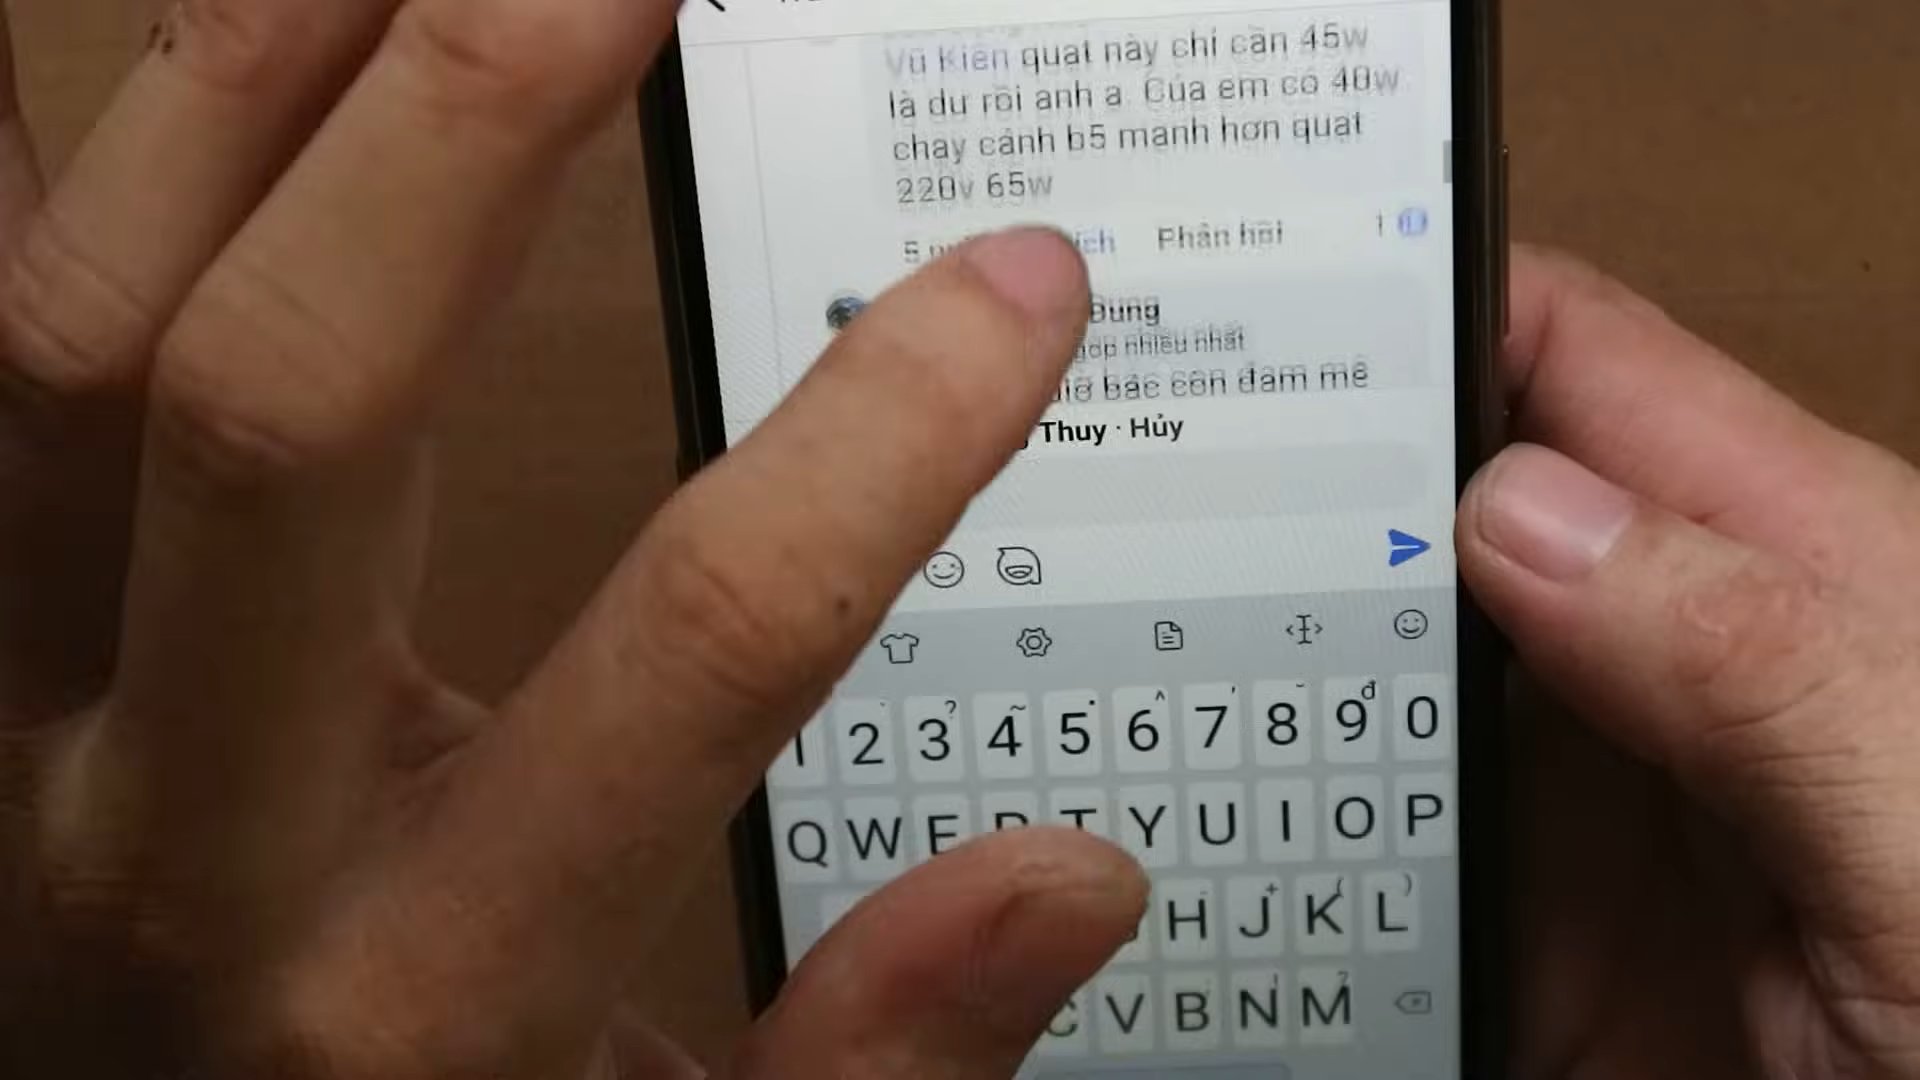 Vũ Kiên quạt này chỉ cần 45w
là dư rồi anh ạ. Của em có 40w
chạy cánh b5 mạnh hơn quạt
220v 65w
5 Phản hồi 1
Dung
góp nhiều nhất
giờ bác còn đam mê
Thuy · Hủy
2 3 4 5 6 7 8 9 0
Q W E R T Y U I O P
H J K L
C V B N M